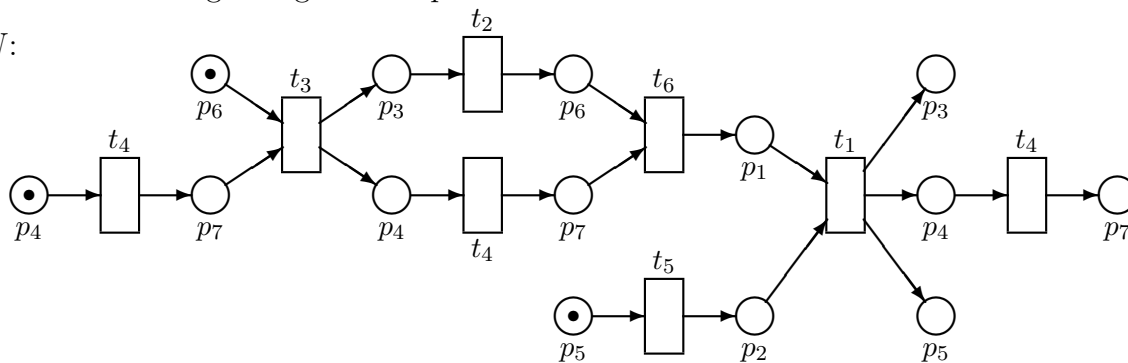 t₂
t₃
p₆
p₃
p₆
t₆
p₃
t₄
p₁
t₁
t₄
p₄
p₇
p₄
t₄
p₇
p₄
p₇
t₅
p₅
p₂
p₅